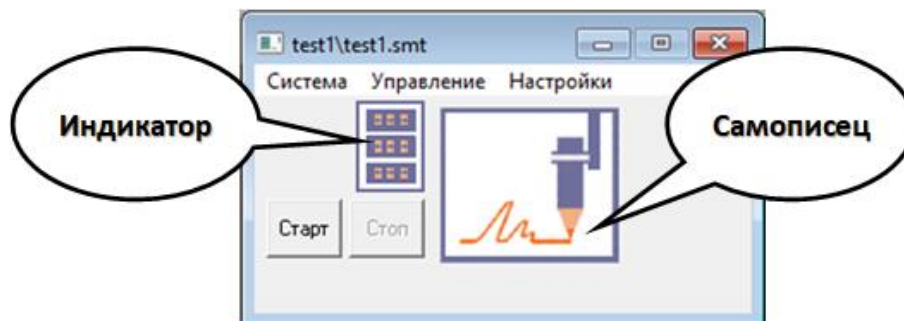 test1\test1.smt
Система Управление Настройки
Индикатор
Самописец
Старт Стоп